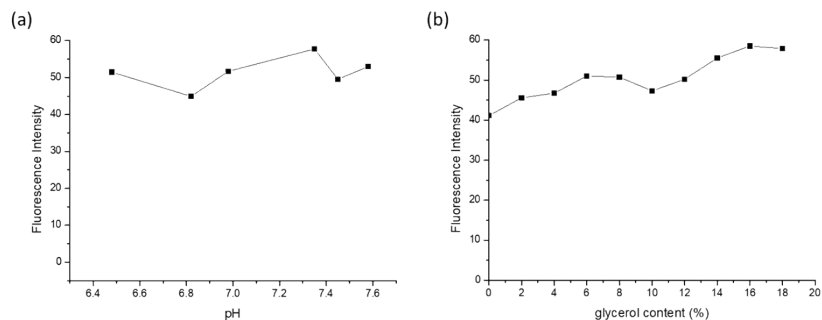 (a)
60
50
40
30
20
10
0
Fluorescence Intensity
6.4 6.6 6.8 7.0 7.2 7.4 7.6
pH
(b)
60
50
40
30
20
10
0
Fluorescence Intensity
0 2 4 6 8 10 12 14 16 18 20
glycerol content (%)